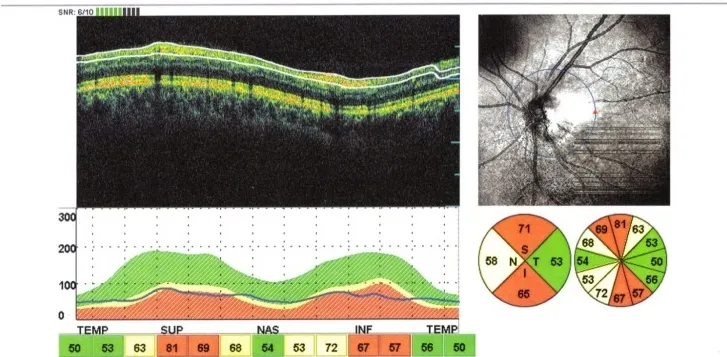 SNR: 6/10
300
200
100
0
TEMP SUP NAS INF TEMP
50 53 63 81 69 68 54 53 72 67 57 56 50
71
S
58 N T 53
I
65
81
69 63
68 53
54 50
53 56
72 57
67